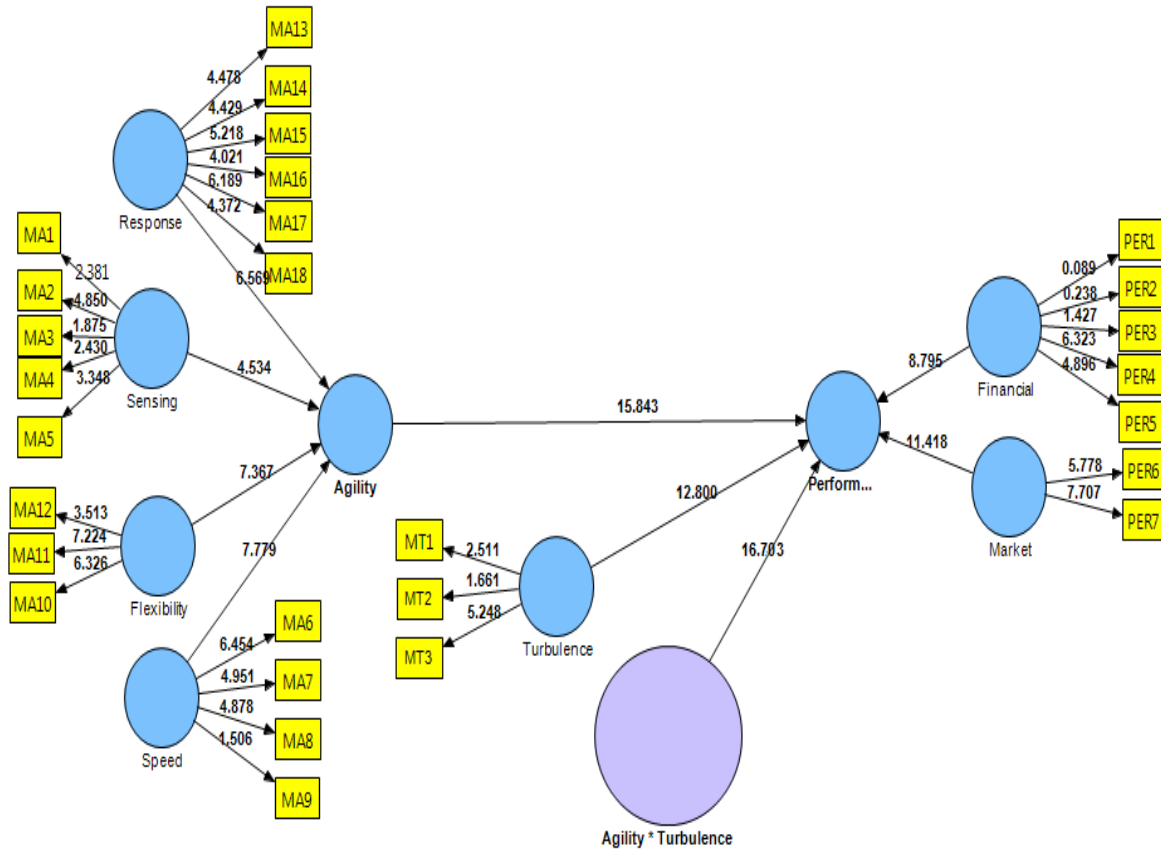 MA13
4.478
MA14
4.429
MA15
5.218
MA16
4.021
MA17
6.189
MA18
4.372
Response
6.569
MA1
2.381
MA2
4.850
MA3
1.875
MA4
2.430
MA5
3.348
Sensing
4.534
Agility
15.843
Perform...
MA12
3.513
MA11
7.224
MA10
6.326
Flexibility
7.367
7.779
MA6
6.454
MA7
4.951
MA8
4.878
MA9
1.506
Speed
MT1
2.511
MT2
1.661
MT3
5.248
Turbulence
12.800
16.703
Agility * Turbulence
PER1
0.089
PER2
0.238
PER3
1.427
PER4
6.323
PER5
4.896
Financial
8.795
11.418
PER6
5.778
PER7
7.707
Market